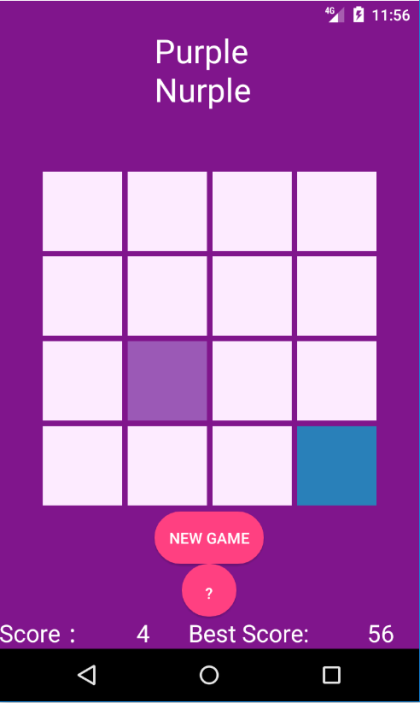 4G 11:56
Purple
Nurple
NEW GAME
?
Score : 4 Best Score: 56